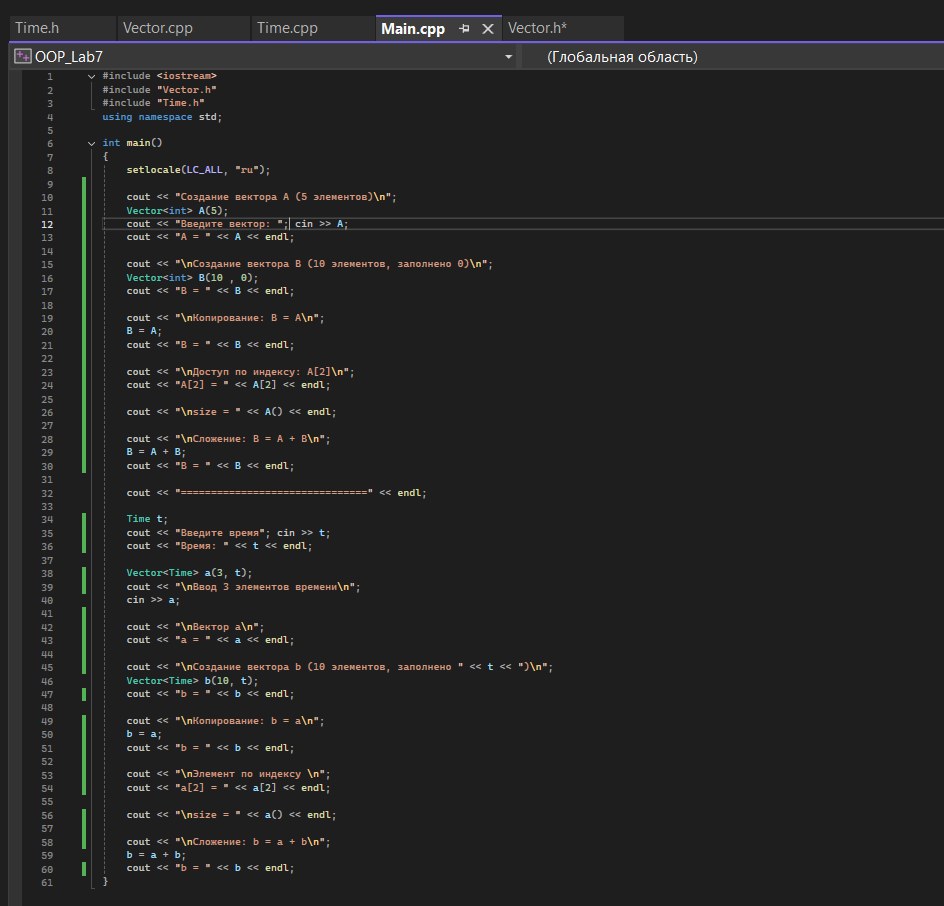 Time.h Vector.cpp Time.cpp Main.cpp Vector.h*
OOP_Lab7 (Глобальная область)
1 #include <iostream>
2 #include "Vector.h"
3 #include "Time.h"
4 using namespace std;
5
6 int main()
7 {
8 setlocale(LC_ALL, "ru");
9
10 cout << "Создание вектора A (5 элементов)\n";
11 Vector<int> A(5);
12 cout << "Введите вектор: "; cin >> A;
13 cout << "A = " << A << endl;
14
15 cout << "\nСоздание вектора B (10 элементов, заполнено 0)\n";
16 Vector<int> B(10 , 0);
17 cout << "B = " << B << endl;
18
19 cout << "\nКопирование: B = A\n";
20 B = A;
21 cout << "B = " << B << endl;
22
23 cout << "\nДоступ по индексу: A[2]\n";
24 cout << "A[2] = " << A[2] << endl;
25
26 cout << "\nsize = " << A() << endl;
27
28 cout << "\nСложение: B = A + B\n";
29 B = A + B;
30 cout << "B = " << B << endl;
31
32 cout << "===============================" << endl;
33
34 Time t;
35 cout << "Введите время"; cin >> t;
36 cout << "Время: " << t << endl;
37
38 Vector<Time> a(3, t);
39 cout << "\nВвод 3 элементов времени\n";
40 cin >> a;
41
42 cout << "\nВектор a\n";
43 cout << "a = " << a << endl;
44
45 cout << "\nСоздание вектора b (10 элементов, заполнено " << t << ")\n";
46 Vector<Time> b(10, t);
47 cout << "b = " << b << endl;
48
49 cout << "\nКопирование: b = a\n";
50 b = a;
51 cout << "b = " << b << endl;
52
53 cout << "\nЭлемент по индексу \n";
54 cout << "a[2] = " << a[2] << endl;
55
56 cout << "\nsize = " << a() << endl;
57
58 cout << "\nСложение: b = a + b\n";
59 b = a + b;
60 cout << "b = " << b << endl;
61 }